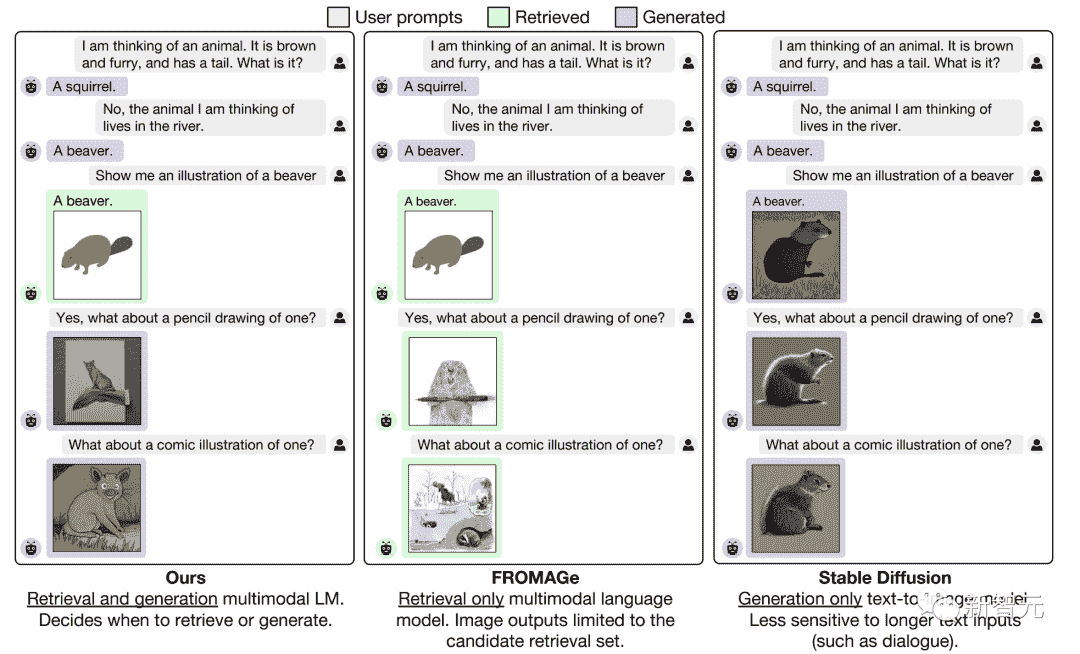 User prompts
Retrieved
Generated
I am thinking of an animal. It is brown
and furry, and has a tail. What is it?
A squirrel.
No, the animal I am thinking of
lives in the river.
A beaver.
Show me an illustration of a beaver
A beaver.
Yes, what about a pencil drawing of one?
What about a comic illustration of one?
Ours
Retrieval and generation multimodal LM.
Decides when to retrieve or generate.
I am thinking of an animal. It is brown
and furry, and has a tail. What is it?
A squirrel.
No, the animal I am thinking of
lives in the river.
A beaver.
Show me an illustration of a beaver
A beaver.
Yes, what about a pencil drawing of one?
What about a comic illustration of one?
FROMAGe
Retrieval only multimodal language
model. Image outputs limited to the
candidate retrieval set.
I am thinking of an animal. It is brown
and furry, and has a tail. What is it?
A squirrel.
No, the animal I am thinking of
lives in the river.
A beaver.
Show me an illustration of a beaver
A beaver.
Yes, what about a pencil drawing of one?
What about a comic illustration of one?
Stable Diffusion
Generation only text-to-image model
Less sensitive to longer text inputs
(such as dialogue).
新智元